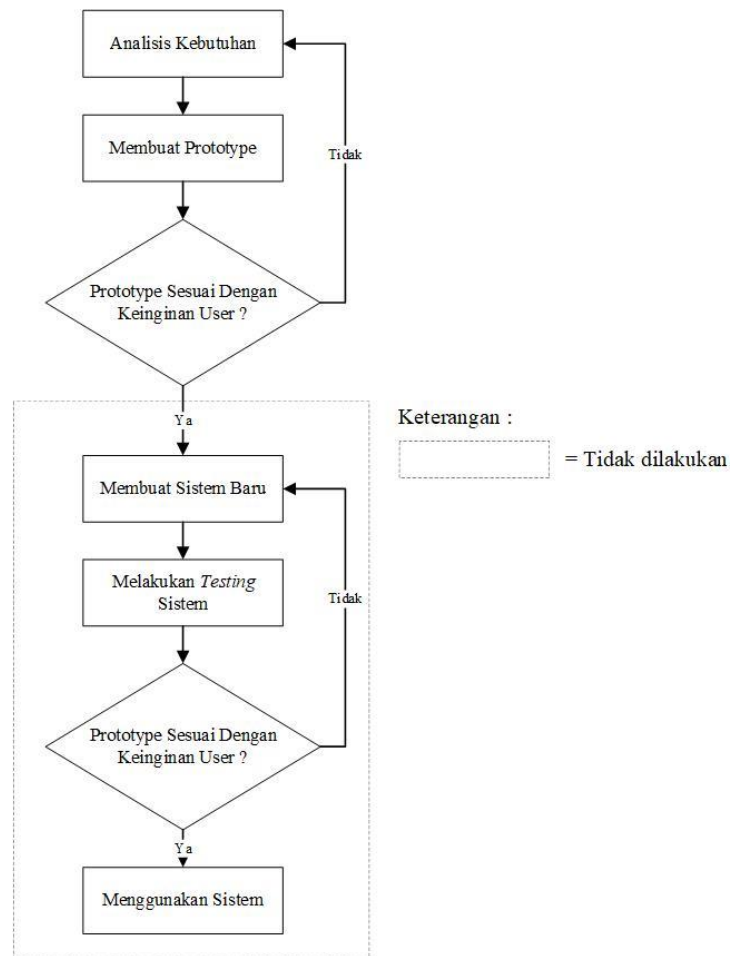 Analisis Kebutuhan
Membuat Prototype
Tidak
Prototype Sesuai Dengan
Keinginan User ?
Ya
Keterangan :
= Tidak dilakukan
Membuat Sistem Baru
Melakukan Testing
Sistem
Tidak
Prototype Sesuai Dengan
Keinginan User ?
Ya
Menggunakan Sistem